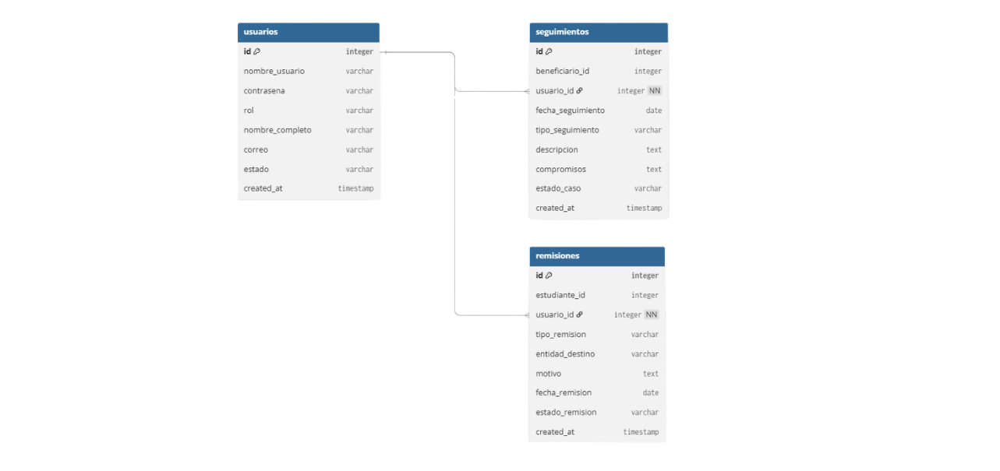 usuarios
id integer
nombre_usuario varchar
contrasena varchar
rol varchar
nombre_completo varchar
correo varchar
estado varchar
created_at timestamp
seguimientos
id integer
beneficiario_id integer
usuario_id integer NN
fecha_seguimiento date
tipo_seguimiento varchar
descripcion text
compromisos text
estado_caso varchar
created_at timestamp
remisiones
id integer
estudiante_id integer
usuario_id integer NN
tipo_remision varchar
entidad_destino varchar
motivo text
fecha_remision date
estado_remision varchar
created_at timestamp